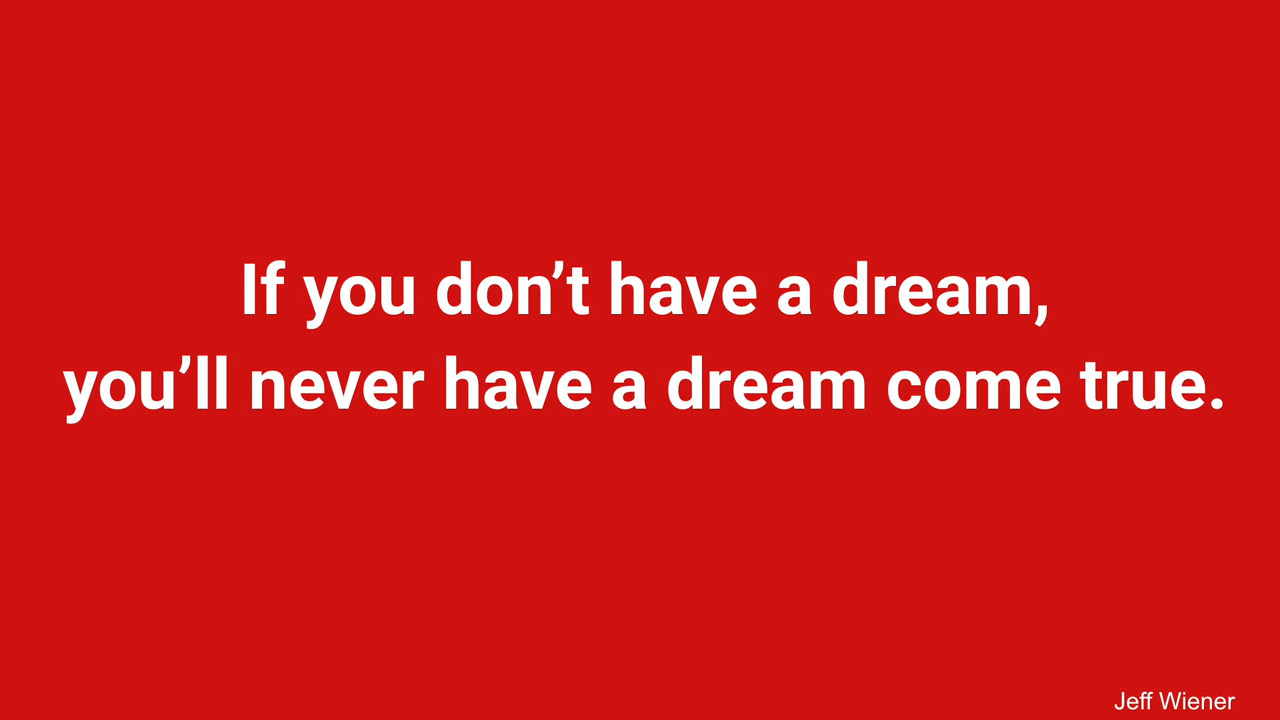 If you don’t have a dream,
you’ll never have a dream come true.
Jeff Wiener